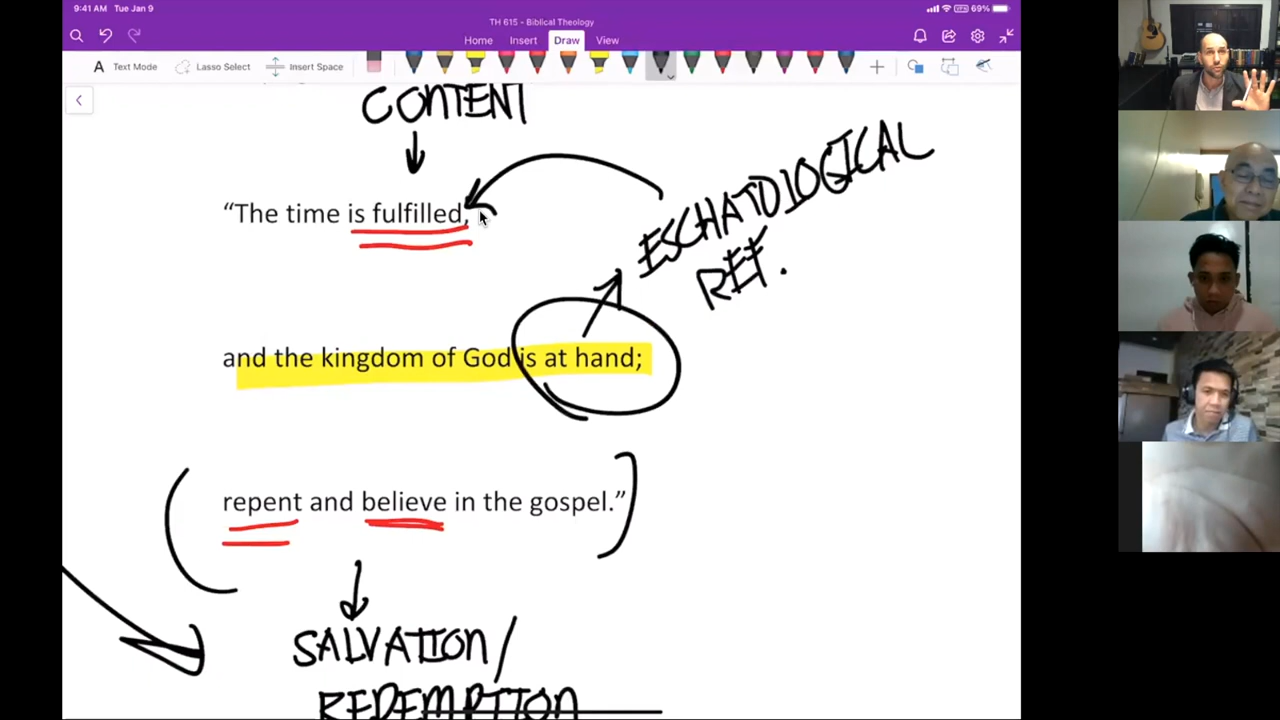 9:41 AM Tue Jan 9
69%
TH 615 - Biblical Theology
Home Insert Draw View
A Text Mode Lasso Select Insert Space
CONTENT
ESCHATOLOGICAL
REF.
“The time is fulfilled,
and the kingdom of God is at hand;
repent and believe in the gospel.”
SALVATION/
REDEMPTION